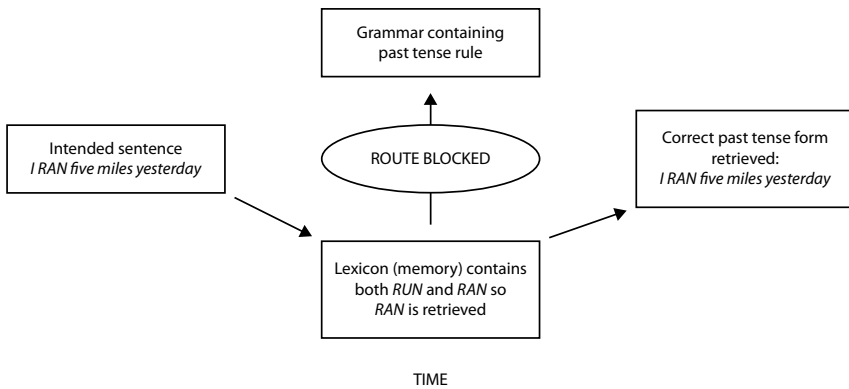 Grammar containing
past tense rule
Intended sentence
I RAN five miles yesterday
ROUTE BLOCKED
Correct past tense form
retrieved:
I RAN five miles yesterday
Lexicon (memory) contains
both RUN and RAN so
RAN is retrieved
TIME